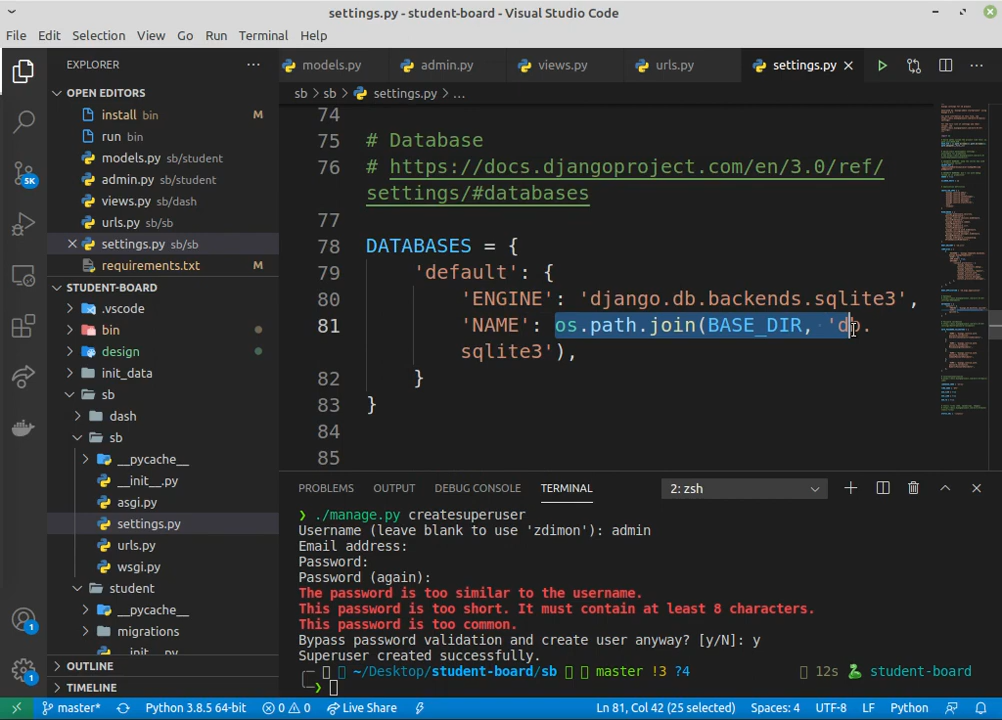 settings.py - student-board - Visual Studio Code
File Edit Selection View Go Run Terminal Help
EXPLORER
models.py admin.py views.py urls.py settings.py
OPEN EDITORS
install bin M
run bin
models.py sb/student
admin.py sb/student
views.py sb/dash
urls.py sb/sb
settings.py sb/sb
requirements.txt M
STUDENT-BOARD
.vscode
bin
design
init_data
sb
dash
sb
__pycache__
__init__.py
asgi.py
settings.py
urls.py
wsgi.py
student
__pycache__
migrations
__init__.py
OUTLINE
TIMELINE
5K
1
1
sb > sb > settings.py > ...
74
75 # Database
76 # https://docs.djangoproject.com/en/3.0/ref/
settings/#databases
77
78 DATABASES = {
79 'default': {
80 'ENGINE': 'django.db.backends.sqlite3',
81 'NAME': os.path.join(BASE_DIR, 'db.
sqlite3'),
82 }
83 }
84
85
PROBLEMS OUTPUT DEBUG CONSOLE TERMINAL 2: zsh
❯ ./manage.py createsuperuser
Username (leave blank to use 'zdimon'): admin
Email address:
Password:
Password (again):
The password is too similar to the username.
This password is too short. It must contain at least 8 characters.
This password is too common.
Bypass password validation and create user anyway? [y/N]: y
Superuser created successfully.
~/Desktop/student-board/sb master !3 ?4 12s 🐍 student-board
❯
master* Python 3.8.5 64-bit 0 0 Live Share Ln 81, Col 42 (25 selected) Spaces: 4 UTF-8 LF Python